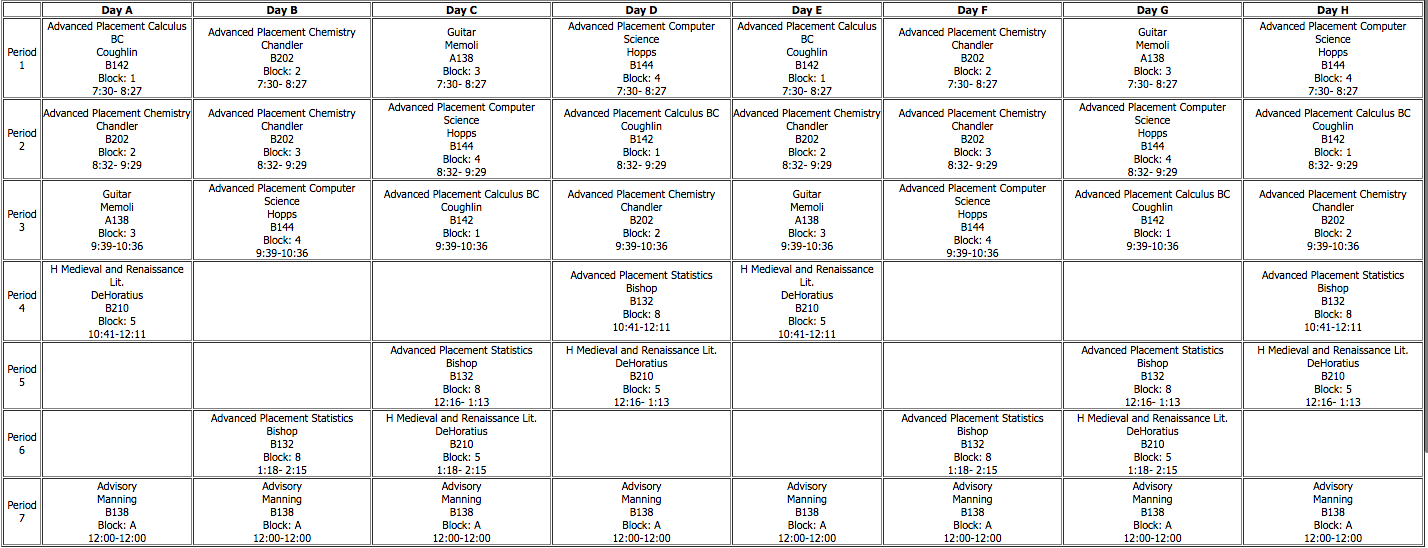 Day A Day B Day C Day D Day E Day F Day G Day H
Period
1
Advanced Placement Calculus
BC
Coughlin
B142
Block: 1
7:30- 8:27
Advanced Placement Chemistry
Chandler
B202
Block: 2
7:30- 8:27
Guitar
Memoli
A138
Block: 3
7:30- 8:27
Advanced Placement Computer
Science
Hopps
B144
Block: 4
7:30- 8:27
Advanced Placement Calculus
BC
Coughlin
B142
Block: 1
7:30- 8:27
Advanced Placement Chemistry
Chandler
B202
Block: 2
7:30- 8:27
Guitar
Memoli
A138
Block: 3
7:30- 8:27
Advanced Placement Computer
Science
Hopps
B144
Block: 4
7:30- 8:27
Period
2
Advanced Placement Chemistry
Chandler
B202
Block: 2
8:32- 9:29
Advanced Placement Chemistry
Chandler
B202
Block: 3
8:32- 9:29
Advanced Placement Computer
Science
Hopps
B144
Block: 4
8:32- 9:29
Advanced Placement Calculus BC
Coughlin
B142
Block: 1
8:32- 9:29
Advanced Placement Chemistry
Chandler
B202
Block: 2
8:32- 9:29
Advanced Placement Chemistry
Chandler
B202
Block: 3
8:32- 9:29
Advanced Placement Computer
Science
Hopps
B144
Block: 4
8:32- 9:29
Advanced Placement Calculus BC
Coughlin
B142
Block: 1
8:32- 9:29
Period
3
Guitar
Memoli
A138
Block: 3
9:39-10:36
Advanced Placement Computer
Science
Hopps
B144
Block: 4
9:39-10:36
Advanced Placement Calculus BC
Coughlin
B142
Block: 1
9:39-10:36
Advanced Placement Chemistry
Chandler
B202
Block: 2
9:39-10:36
Guitar
Memoli
A138
Block: 3
9:39-10:36
Advanced Placement Computer
Science
Hopps
B144
Block: 4
9:39-10:36
Advanced Placement Calculus BC
Coughlin
B142
Block: 1
9:39-10:36
Advanced Placement Chemistry
Chandler
B202
Block: 2
9:39-10:36
Period
4
H Medieval and Renaissance
Lit.
DeHoratius
B210
Block: 5
10:41-12:11
Advanced Placement Statistics
Bishop
B132
Block: 8
10:41-12:11
H Medieval and Renaissance
Lit.
DeHoratius
B210
Block: 5
10:41-12:11
Advanced Placement Statistics
Bishop
B132
Block: 8
10:41-12:11
Period
5
Advanced Placement Statistics
Bishop
B132
Block: 8
12:16- 1:13
H Medieval and Renaissance Lit.
DeHoratius
B210
Block: 5
12:16- 1:13
Advanced Placement Statistics
Bishop
B132
Block: 8
12:16- 1:13
H Medieval and Renaissance Lit.
DeHoratius
B210
Block: 5
12:16- 1:13
Period
6
Advanced Placement Statistics
Bishop
B132
Block: 8
1:18- 2:15
H Medieval and Renaissance Lit.
DeHoratius
B210
Block: 5
1:18- 2:15
Advanced Placement Statistics
Bishop
B132
Block: 8
1:18- 2:15
H Medieval and Renaissance Lit.
DeHoratius
B210
Block: 5
1:18- 2:15
Period
7
Advisory
Manning
B138
Block: A
12:00-12:00
Advisory
Manning
B138
Block: A
12:00-12:00
Advisory
Manning
B138
Block: A
12:00-12:00
Advisory
Manning
B138
Block: A
12:00-12:00
Advisory
Manning
B138
Block: A
12:00-12:00
Advisory
Manning
B138
Block: A
12:00-12:00
Advisory
Manning
B138
Block: A
12:00-12:00
Advisory
Manning
B138
Block: A
12:00-12:00